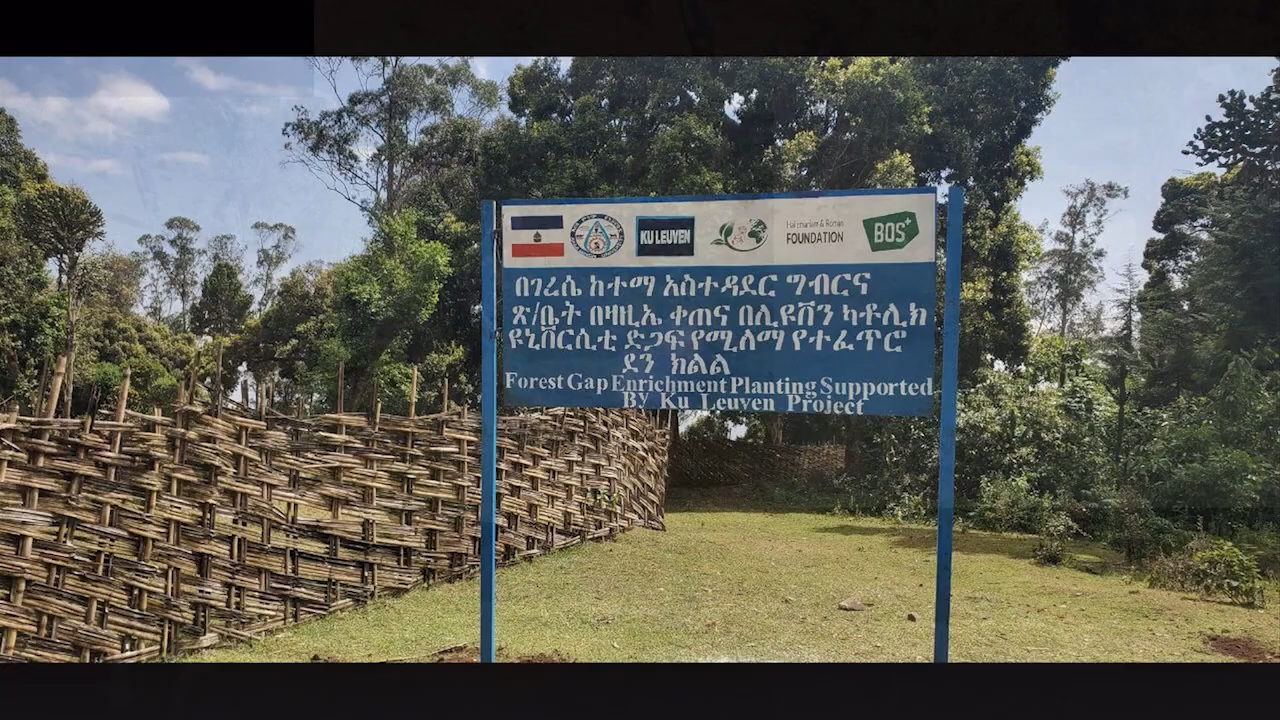 KU LEUVEN
FOUNDATION
BOS+
በገረሴ ከተማ አስተዳደር ግብርና
ጽ/ቤት በዛዚኤ ቀጠና በሊዩቨን ካቶሊክ
ዩኒቨርሲቲ ድጋፍ የሚለማ የተፈጥሮ
ደን ክልል
Forest Gap Enrichment Planting Supported
By Ku Leuven Project